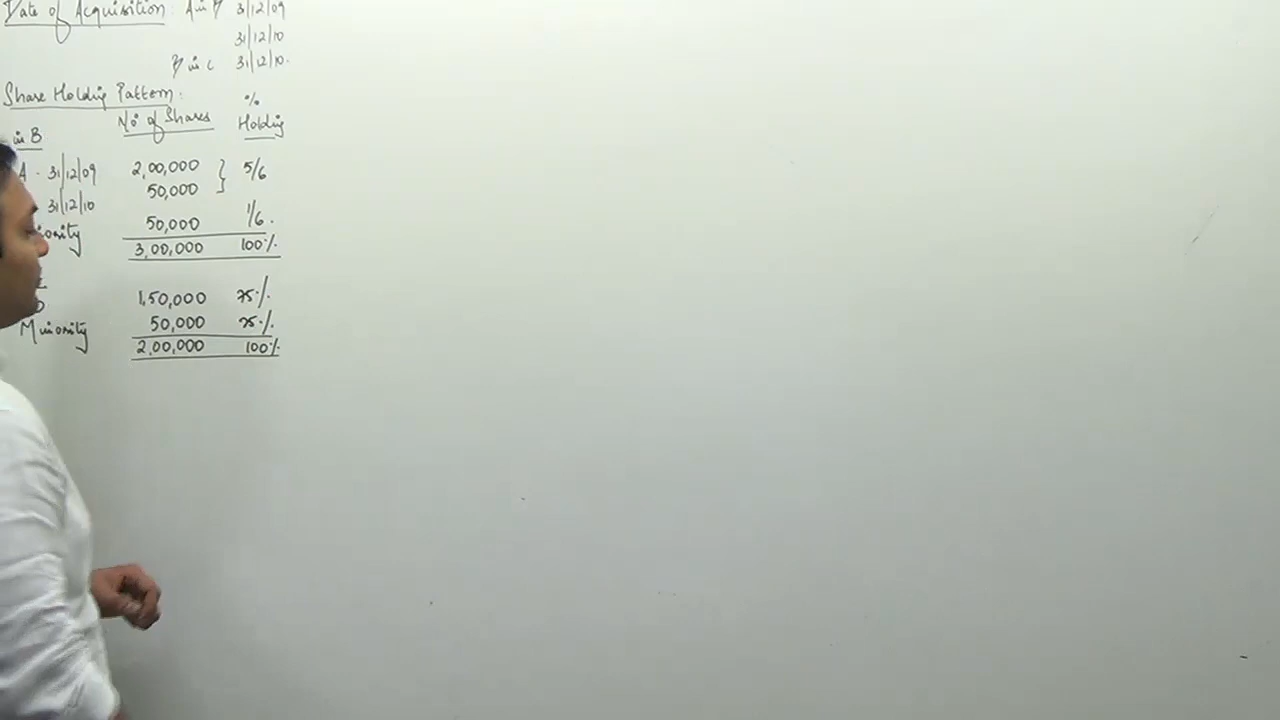 Date of Acquisition: A in B 31/12/09
31/12/10
B in C 31/12/10.
Share Holding Pattern:
No of Shares % Holding
in B
A - 31/12/09 2,00,000 } 5/6
31/12/10 50,000
50,000 1/6.
3,00,000 100%
1,50,000 75%
Minority 50,000 25%
2,00,000 100%